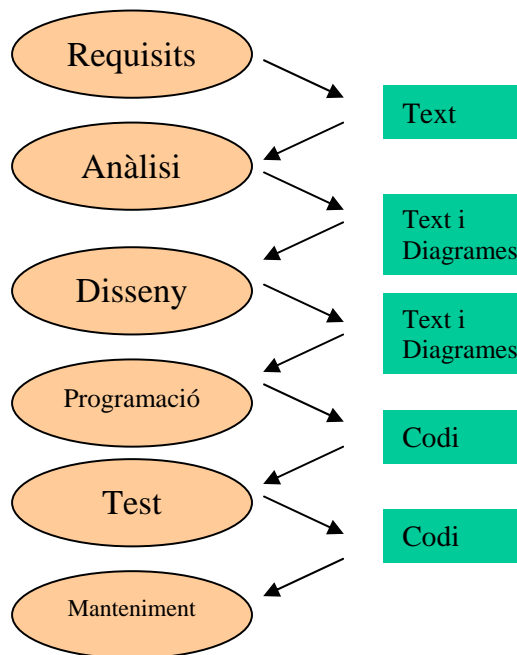 Requisits
Text
Anàlisi
Text i
Diagrames
Disseny
Text i
Diagrames
Programació
Codi
Test
Codi
Manteniment